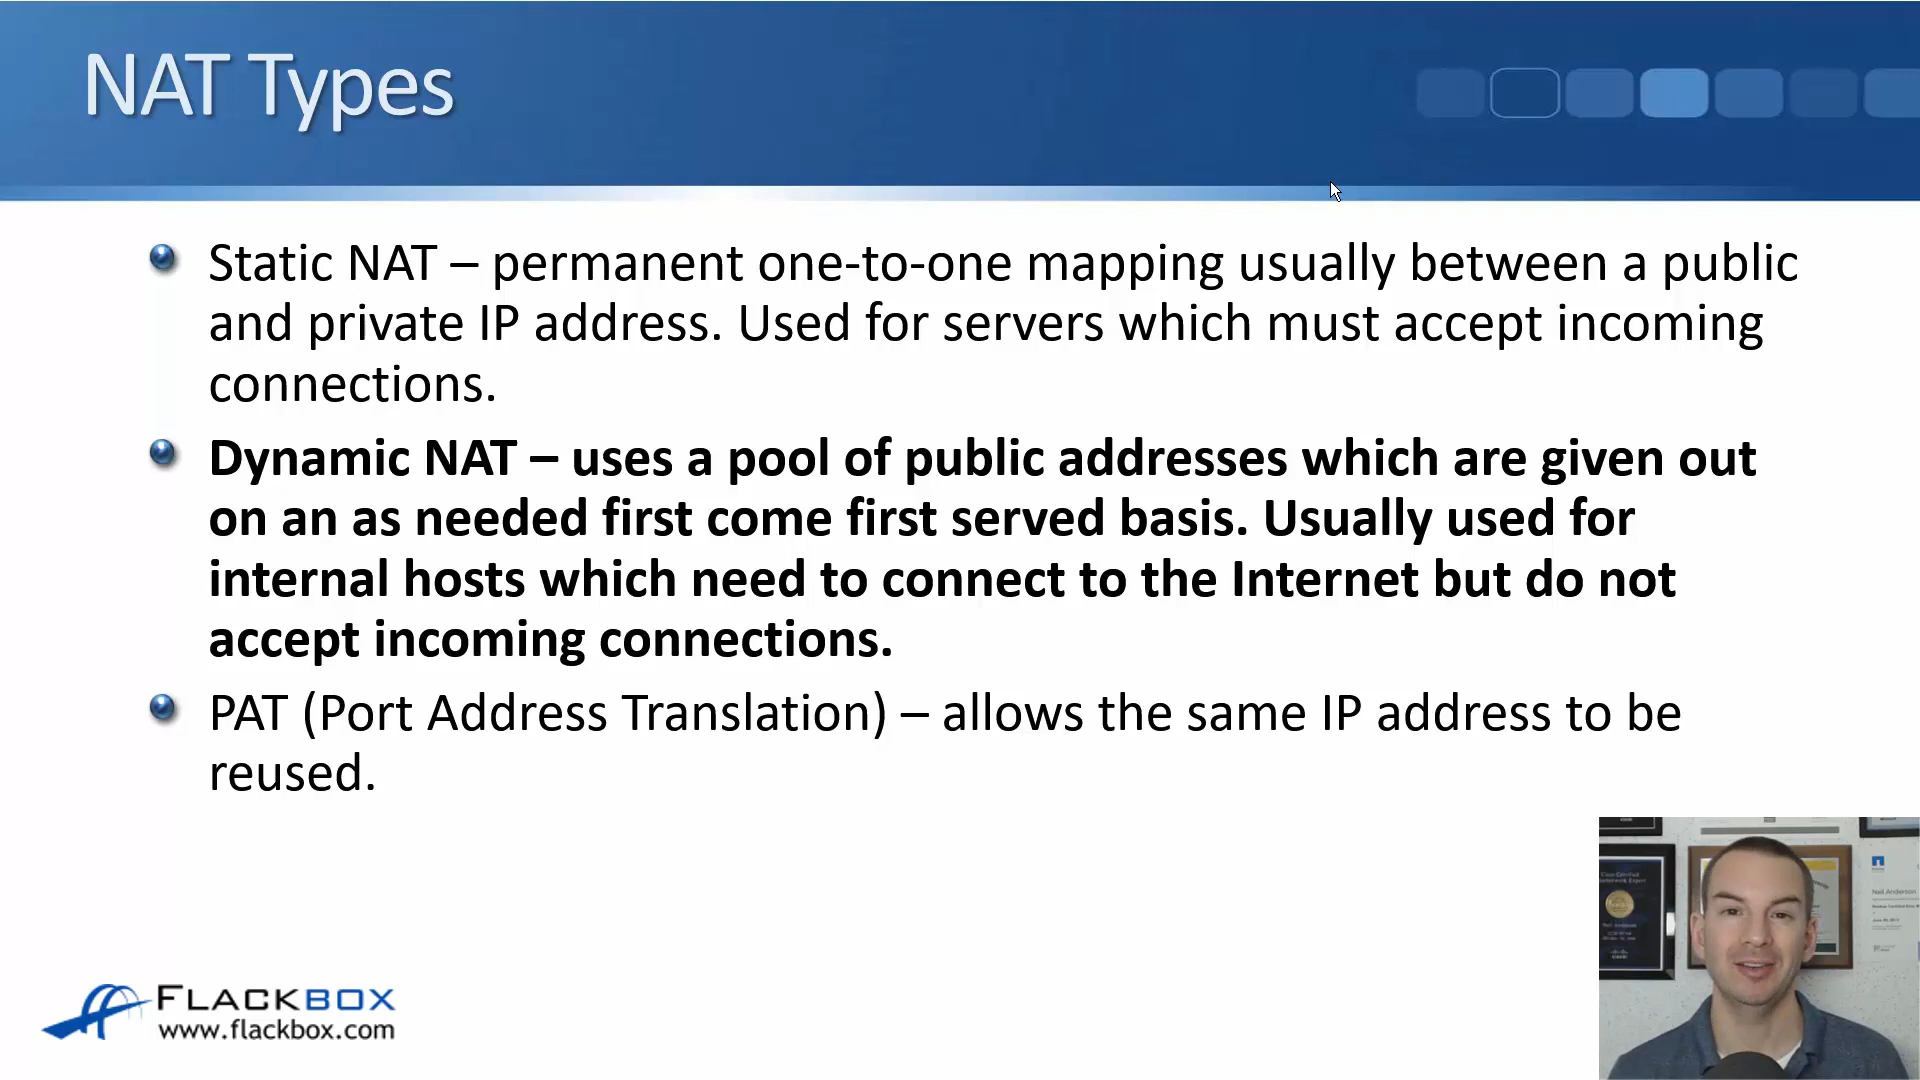 NAT Types
Static NAT – permanent one-to-one mapping usually between a public
and private IP address. Used for servers which must accept incoming
connections.
Dynamic NAT – uses a pool of public addresses which are given out
on an as needed first come first served basis. Usually used for
internal hosts which need to connect to the Internet but do not
accept incoming connections.
PAT (Port Address Translation) – allows the same IP address to be
reused.
FLACKBOX
www.flackbox.com
Neil Anderson